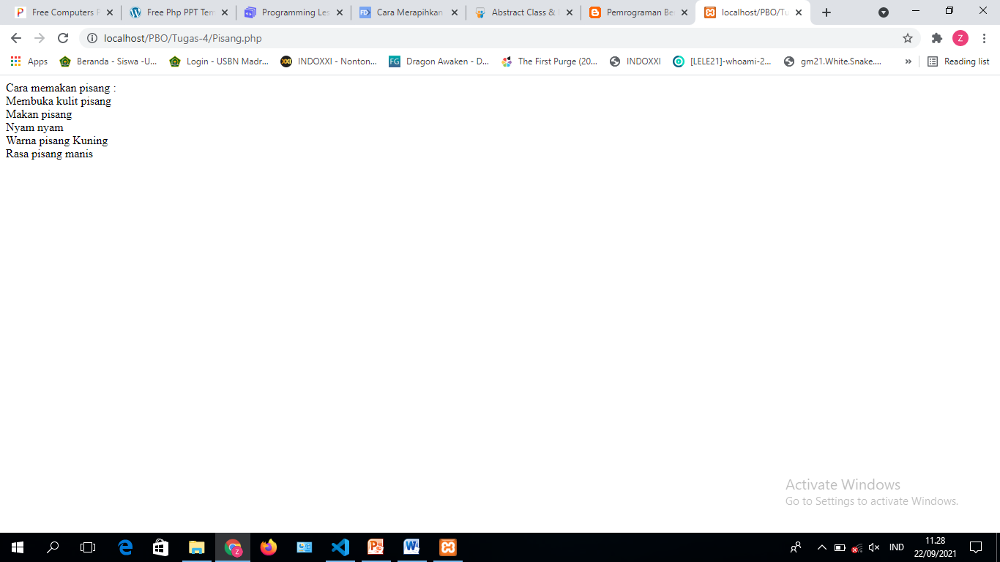 Free Computers P
Free Php PPT Tem
Programming Les
Cara Merapihkan
Abstract Class &
Pemrograman Be
localhost/PBO/Tu
localhost/PBO/Tugas-4/Pisang.php
Z
Apps
Beranda - Siswa -U...
Login - USBN Madr...
INDOXXI - Nonton...
FG
Dragon Awaken - D...
The First Purge (20...
INDOXXI
[LELE21]-whoami-2...
gm21.White.Snake....
»
Reading list
Cara memakan pisang :
Membuka kulit pisang
Makan pisang
Nyam nyam
Warna pisang Kuning
Rasa pisang manis
Activate Windows
Go to Settings to activate Windows.
IND
11.28
22/09/2021